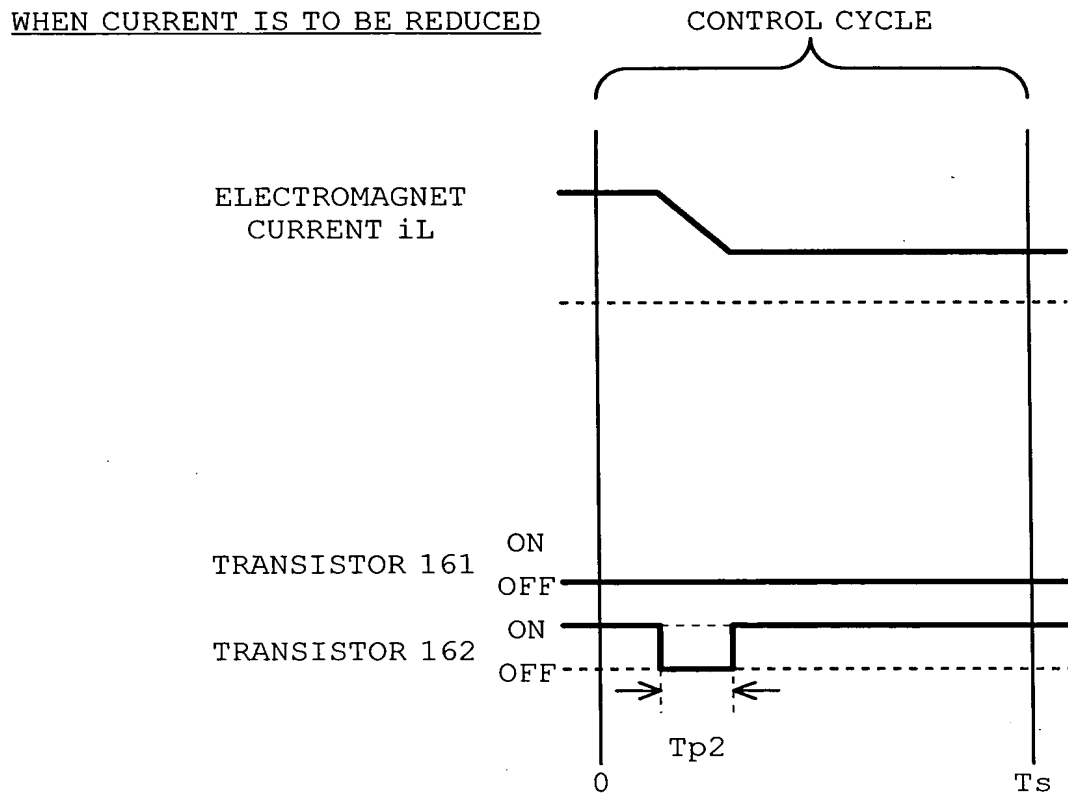 WHEN CURRENT IS TO BE REDUCED
CONTROL CYCLE
ELECTROMAGNET
CURRENT iL
TRANSISTOR 161
ON
OFF
TRANSISTOR 162
ON
OFF
Tp2
0
Ts